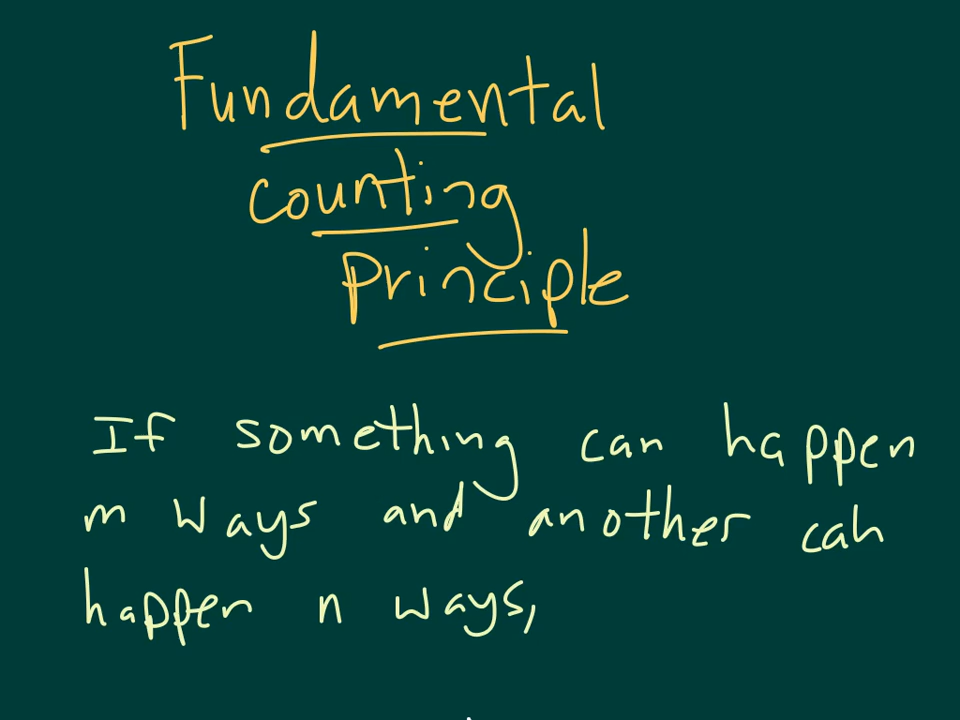 Fundamental
counting
principle
If something can happen
m ways and another can
happen n ways,